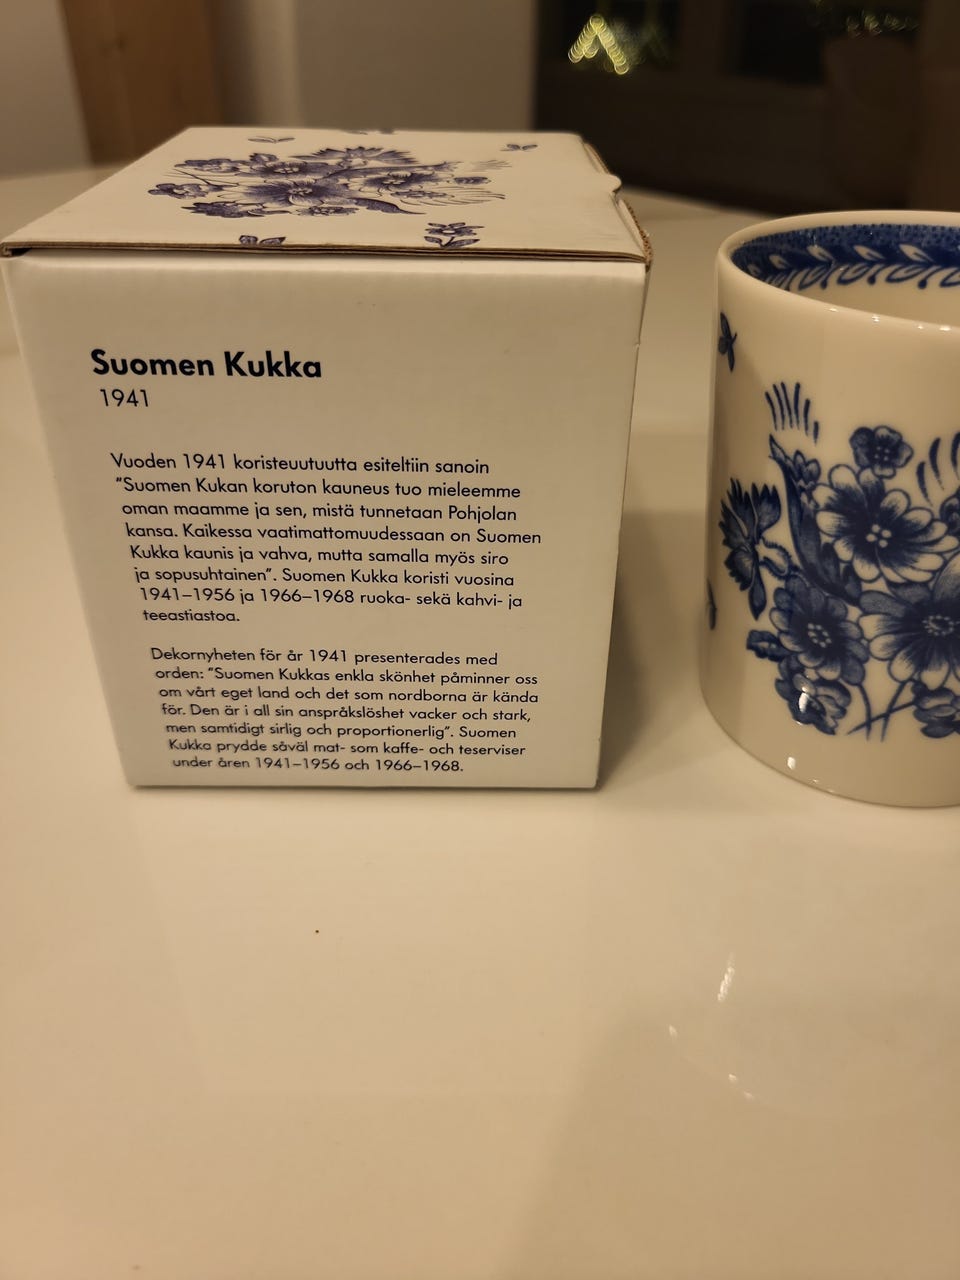 Suomen Kukka
1941
Vuoden 1941 koristeuutuutta esiteltiin sanoin
"Suomen Kukan koruton kauneus tuo mieleemme
oman maamme ja sen, mistä tunnetaan Pohjolan
kansa. Kaikessa vaatimattomuudessaan on Suomen
Kukka kaunis ja vahva, mutta samalla myös siro
ja sopusuhtainen". Suomen Kukka koristi vuosina
1941–1956 ja 1966–1968 ruoka- sekä kahvi- ja
teeastiastoa.
Dekornyheten för år 1941 presenterades med
orden: "Suomen Kukkas enkla skönhet påminner oss
om vårt eget land och det som nordborna är kända
för. Den är i all sin anspråkslöshet vacker och stark,
men samtidigt sirlig och proportionerlig". Suomen
Kukka prydde såväl mat- som kaffe- och teserviser
under åren 1941–1956 och 1966–1968.